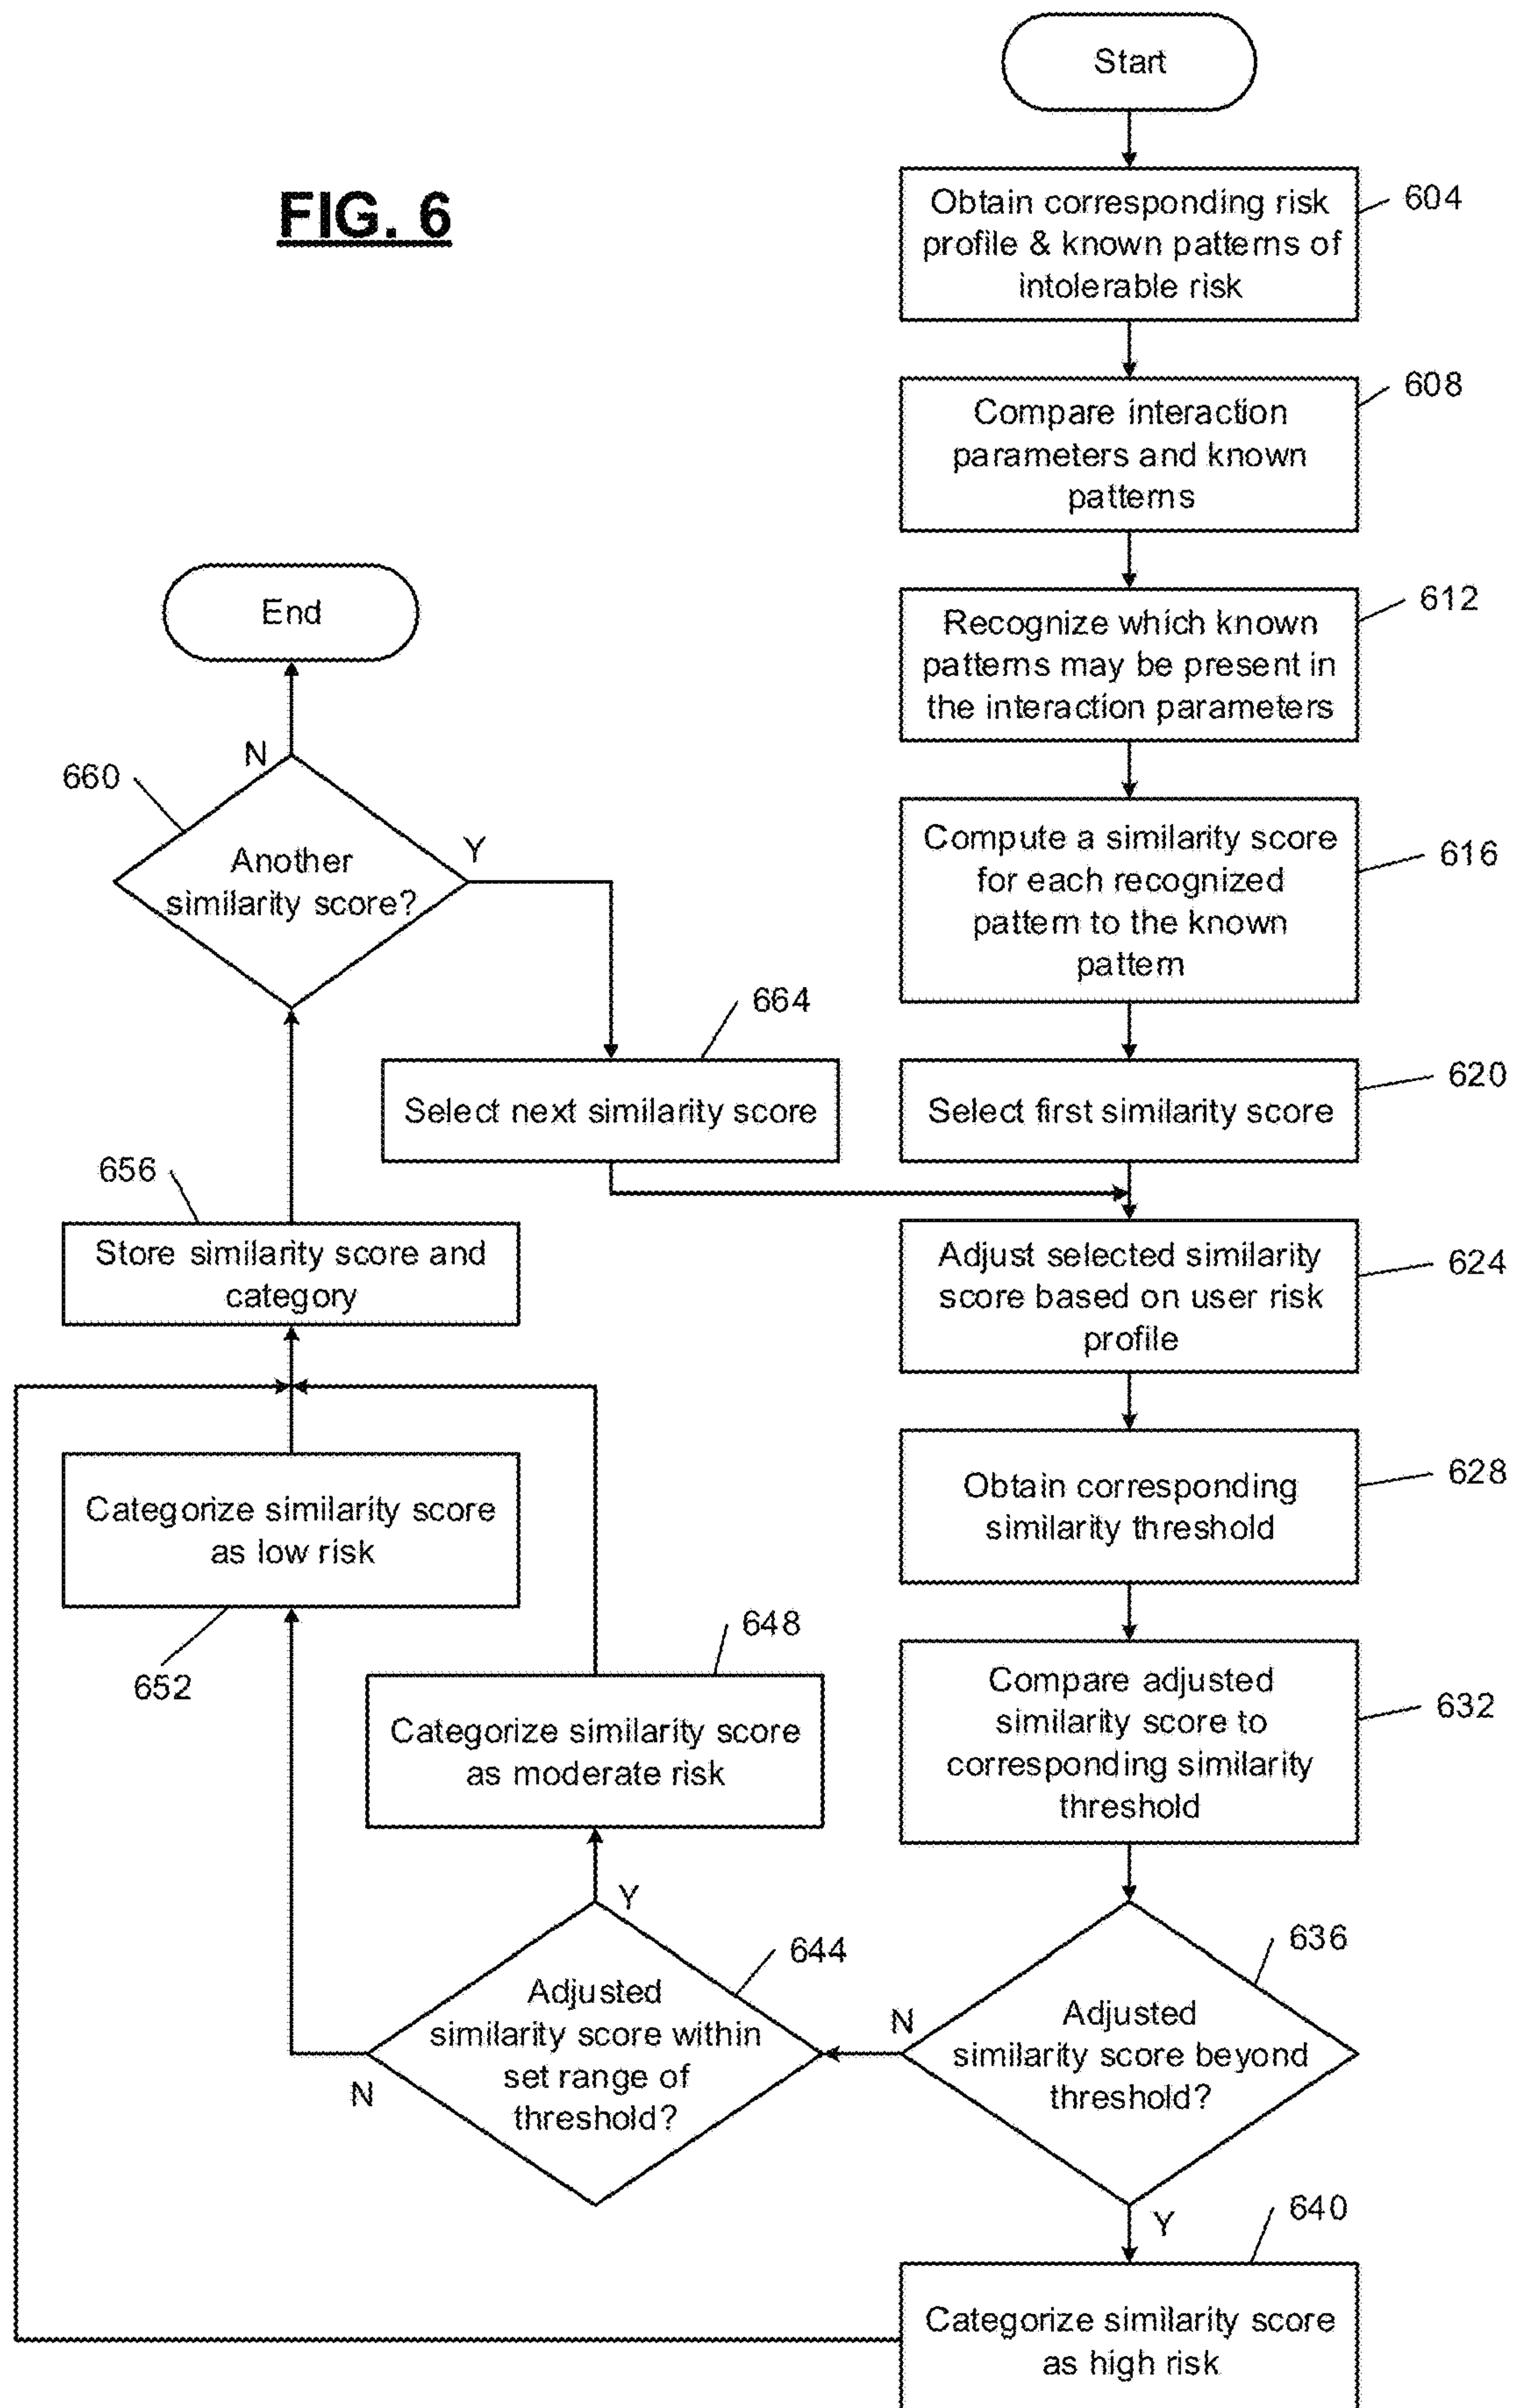 FIG. 6
Start
Obtain corresponding risk
profile & known patterns of
intolerable risk
604
Compare interaction
parameters and known
patterns
608
Recognize which known
patterns may be present in
the interaction parameters
612
Compute a similarity score
for each recognized
pattern to the known
pattern
616
Select first similarity score
620
Adjust selected similarity
score based on user risk
profile
624
Obtain corresponding
similarity threshold
628
Compare adjusted
similarity score to
corresponding similarity
threshold
632
Adjusted
similarity score beyond
threshold?
636
N
Y
Categorize similarity score
as high risk
640
Adjusted
similarity score within
set range of
threshold?
644
Y
N
Categorize similarity score
as moderate risk
648
Categorize similarity score
as low risk
652
Store similarity score and
category
656
Another
similarity score?
660
N
Y
Select next similarity score
664
End